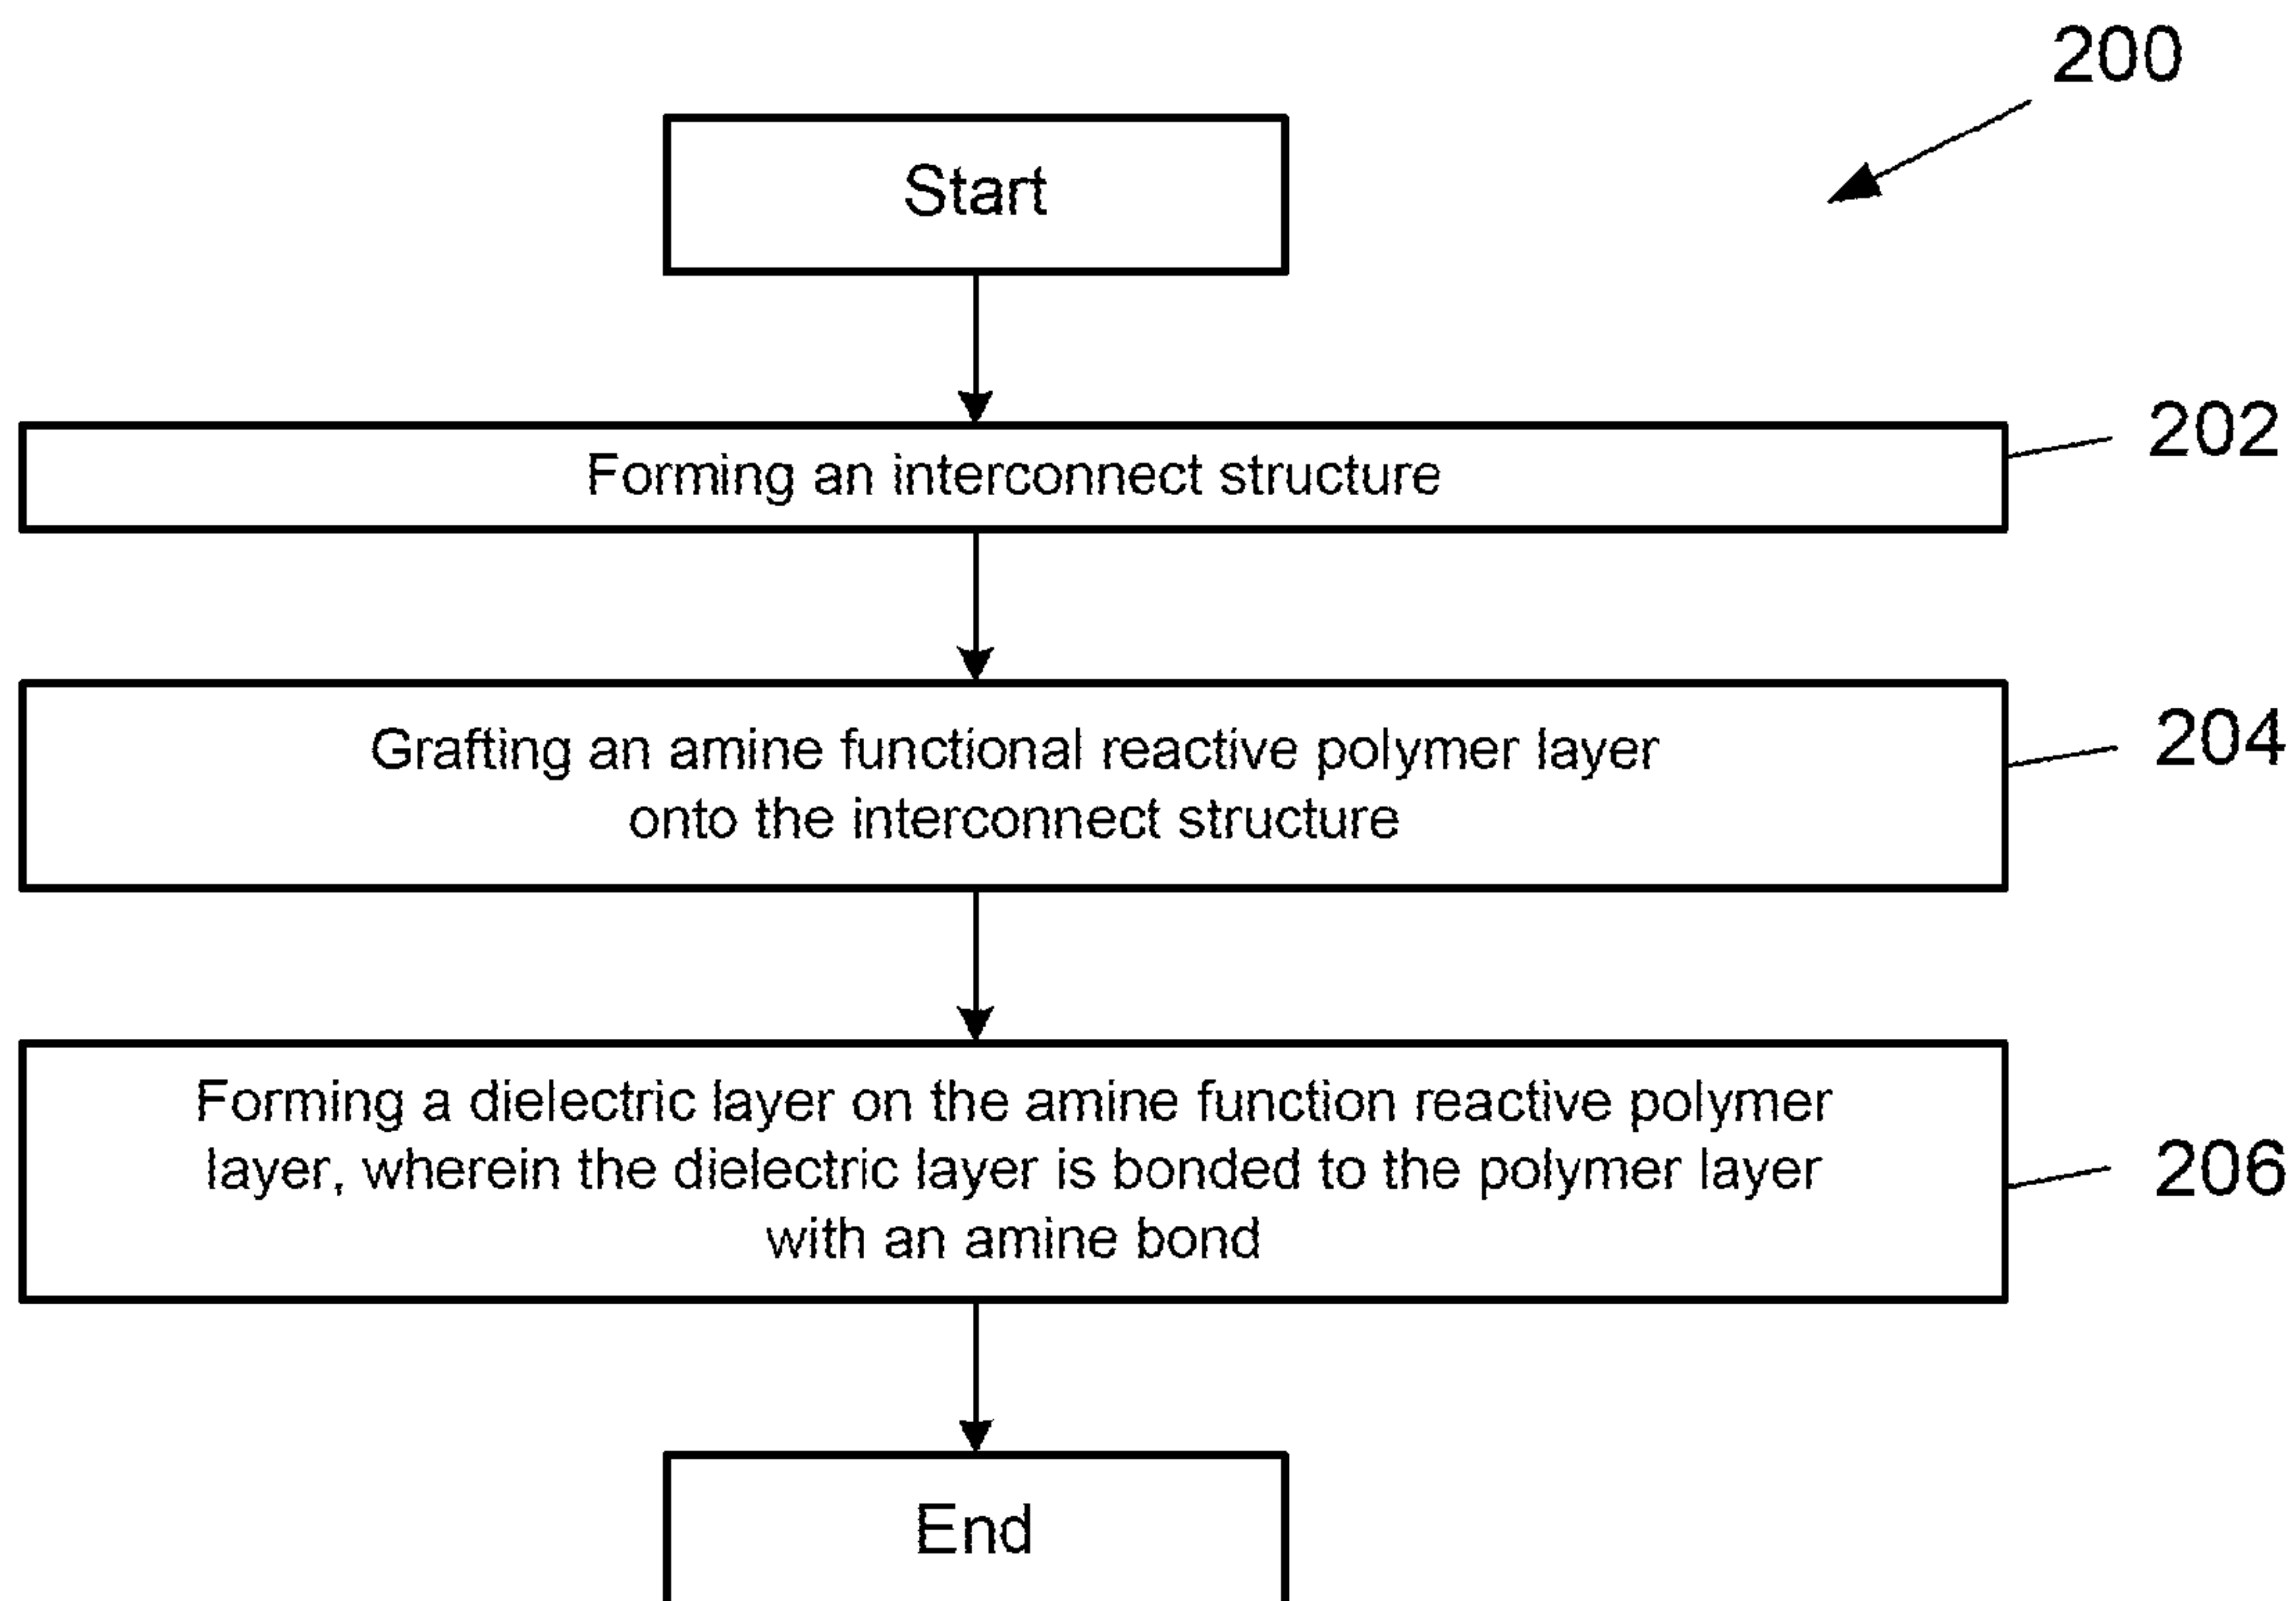 200
Start
202
Forming an interconnect structure
204
Grafting an amine functional reactive polymer layer
onto the interconnect structure
Forming a dielectric layer on the amine function reactive polymer
layer, wherein the dielectric layer is bonded to the polymer layer
206
with an amine bond
End